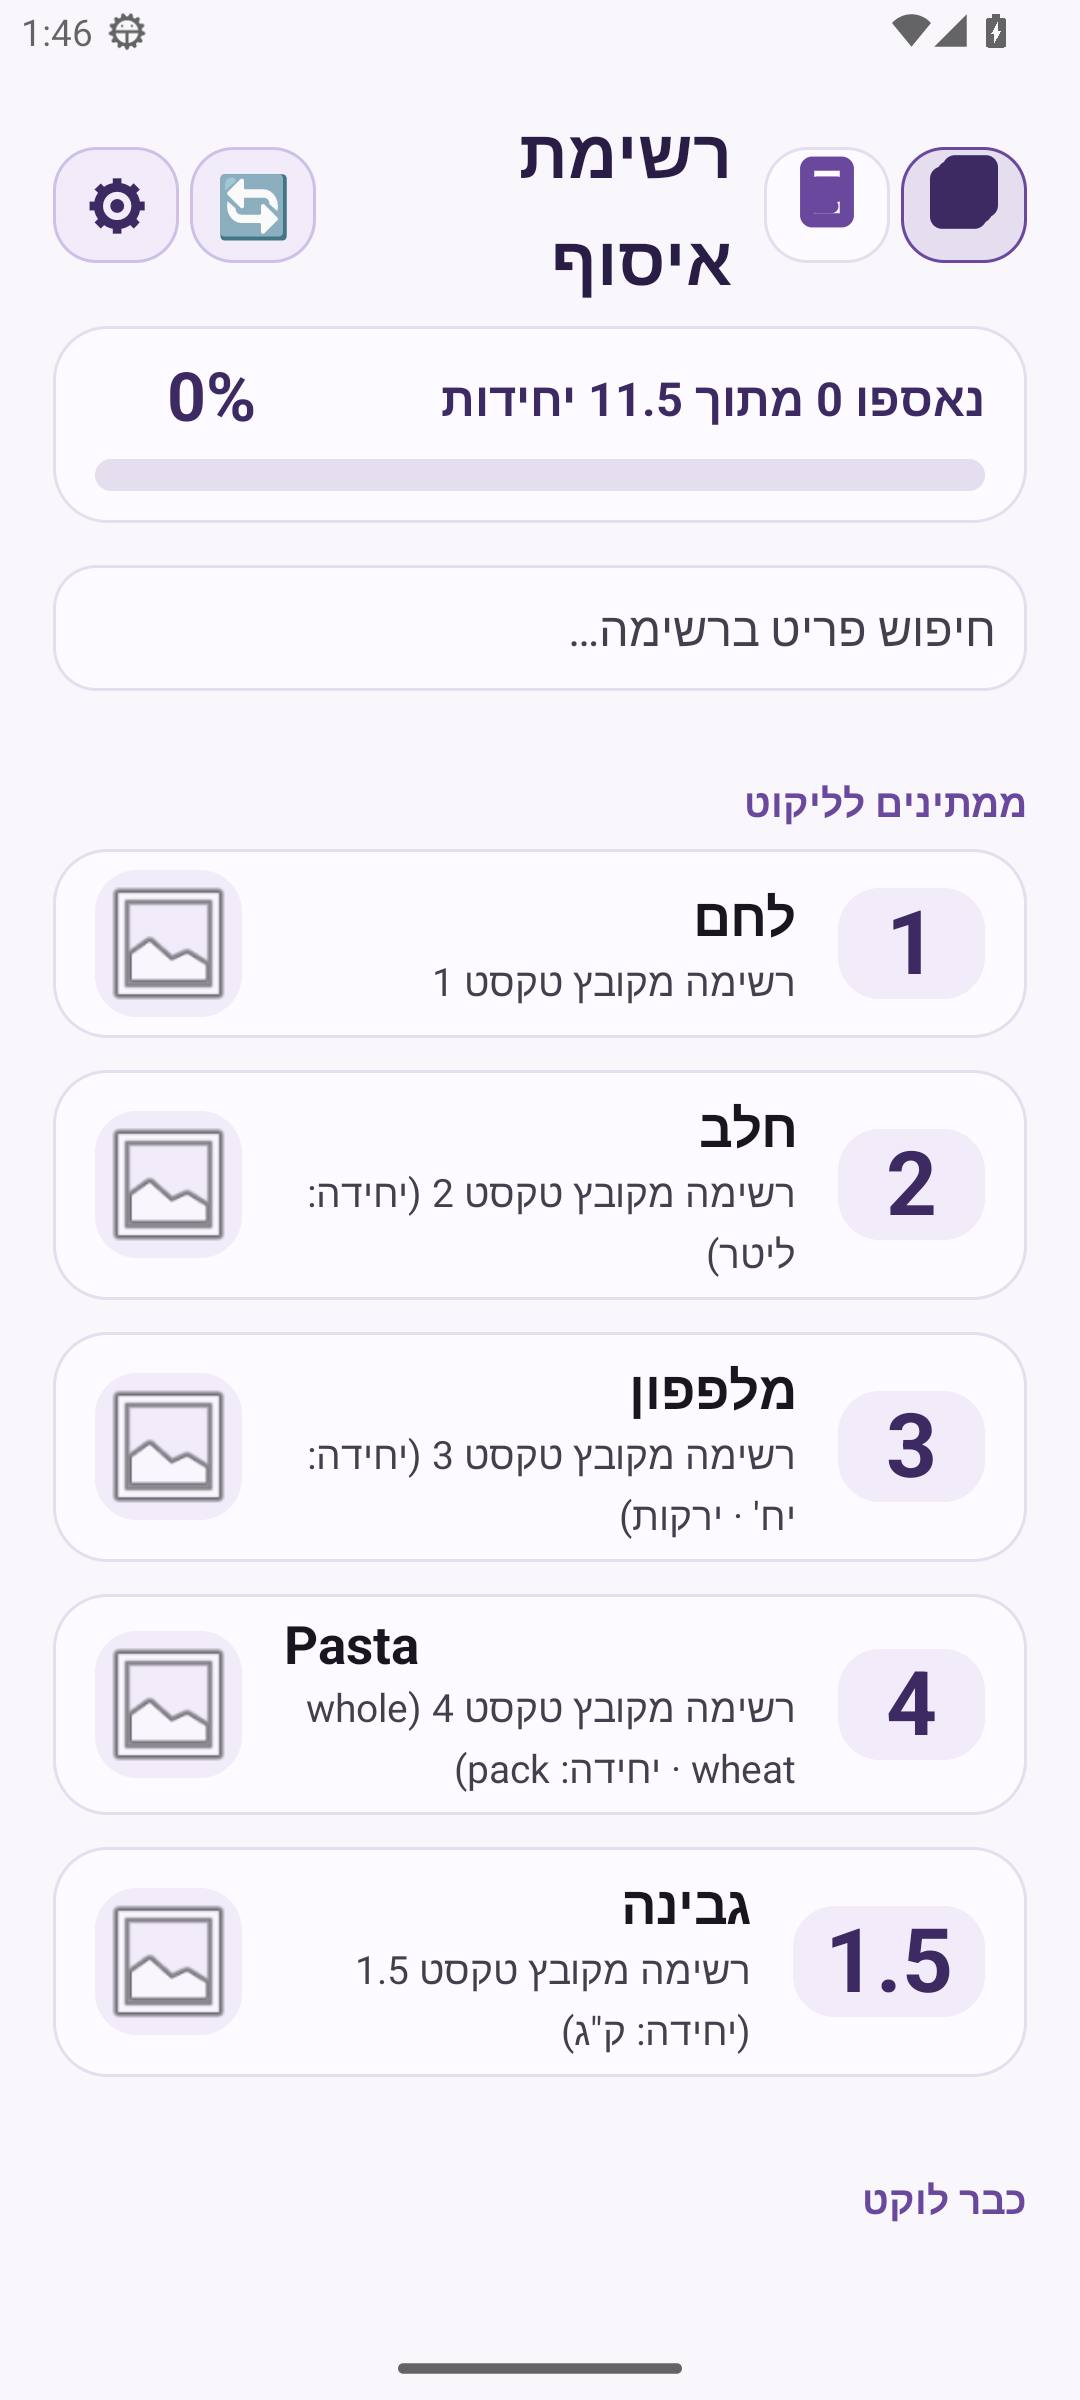 1:46
רשימת
איסוף
נאספו 0 מתוך 11.5 יחידות
0%
חיפוש פריט ברשימה...
ממתינים לליקוט
1
לחם
רשימה מקובץ טקסט 1
2
חלב
רשימה מקובץ טקסט 2 (יחידה:
ליטר)
3
מלפפון
רשימה מקובץ טקסט 3 (יחידה:
יח' · ירקות)
4
Pasta
רשימה מקובץ טקסט 4 (whole
wheat · יחידה: pack)
1.5
גבינה
רשימה מקובץ טקסט 1.5
(יחידה: ק"ג)
כבר לוקט